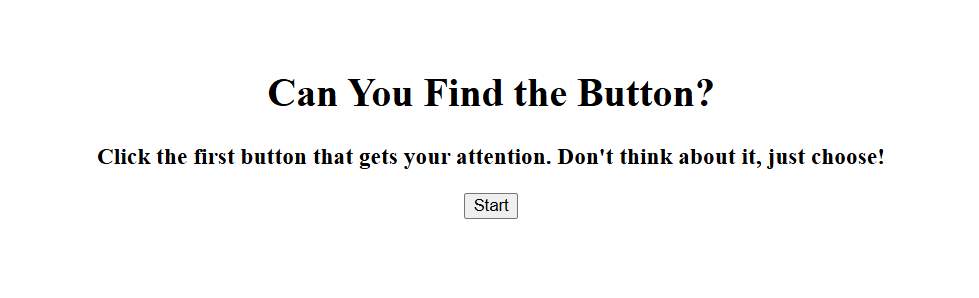 Can You Find the Button?
Click the first button that gets your attention. Don't think about it, just choose!
Start